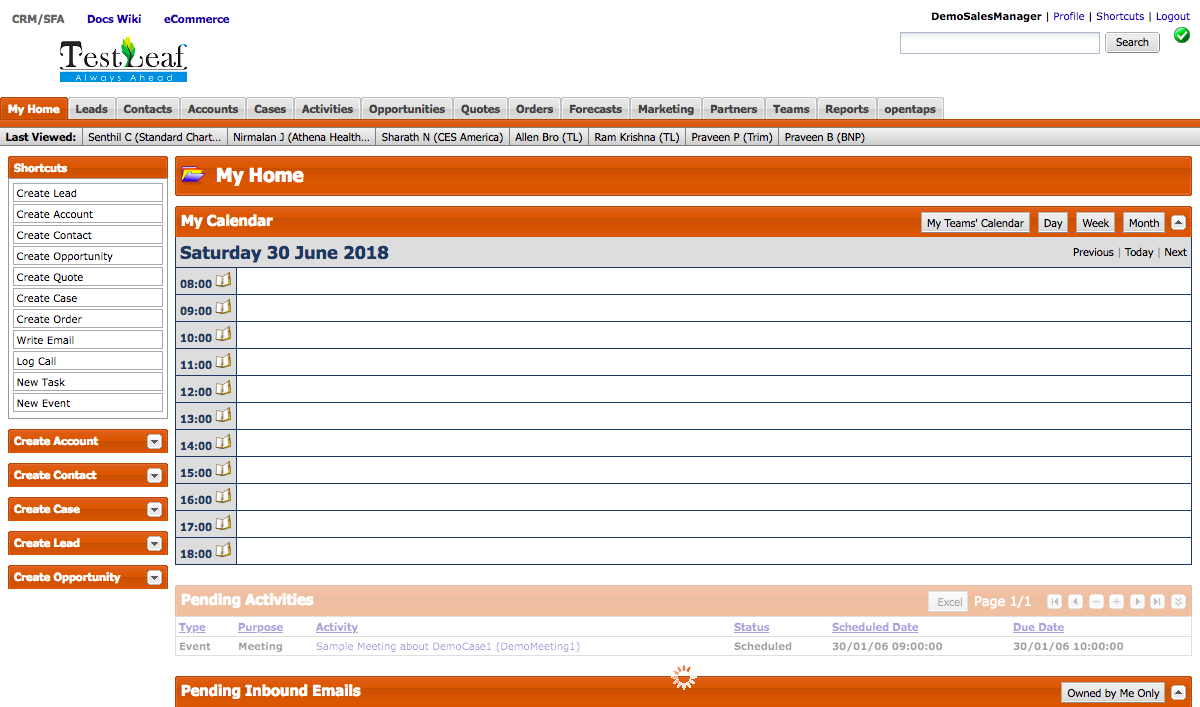 CRM/SFA Docs Wiki eCommerce
DemoSalesManager | Profile | Shortcuts | Logout
TestLeaf
Always Ahead
Search
My Home Leads Contacts Accounts Cases Activities Opportunities Quotes Orders Forecasts Marketing Partners Teams Reports opentaps
Last Viewed: Senthil C (Standard Chart... Nirmalan J (Athena Health... Sharath N (CES America) Allen Bro (TL) Ram Krishna (TL) Praveen P (Trim) Praveen B (BNP)
Shortcuts
Create Lead
Create Account
Create Contact
Create Opportunity
Create Quote
Create Case
Create Order
Write Email
Log Call
New Task
New Event
Create Account
Create Contact
Create Case
Create Lead
Create Opportunity
My Home
My Calendar My Teams' Calendar Day Week Month
Saturday 30 June 2018 Previous | Today | Next
08:00
09:00
10:00
11:00
12:00
13:00
14:00
15:00
16:00
17:00
18:00
Pending Activities Excel Page 1/1
Type Purpose Activity Status Scheduled Date Due Date
Event Meeting Sample Meeting about DemoCase1 (DemoMeeting1) Scheduled 30/01/06 09:00:00 30/01/06 10:00:00
Pending Inbound Emails Owned by Me Only